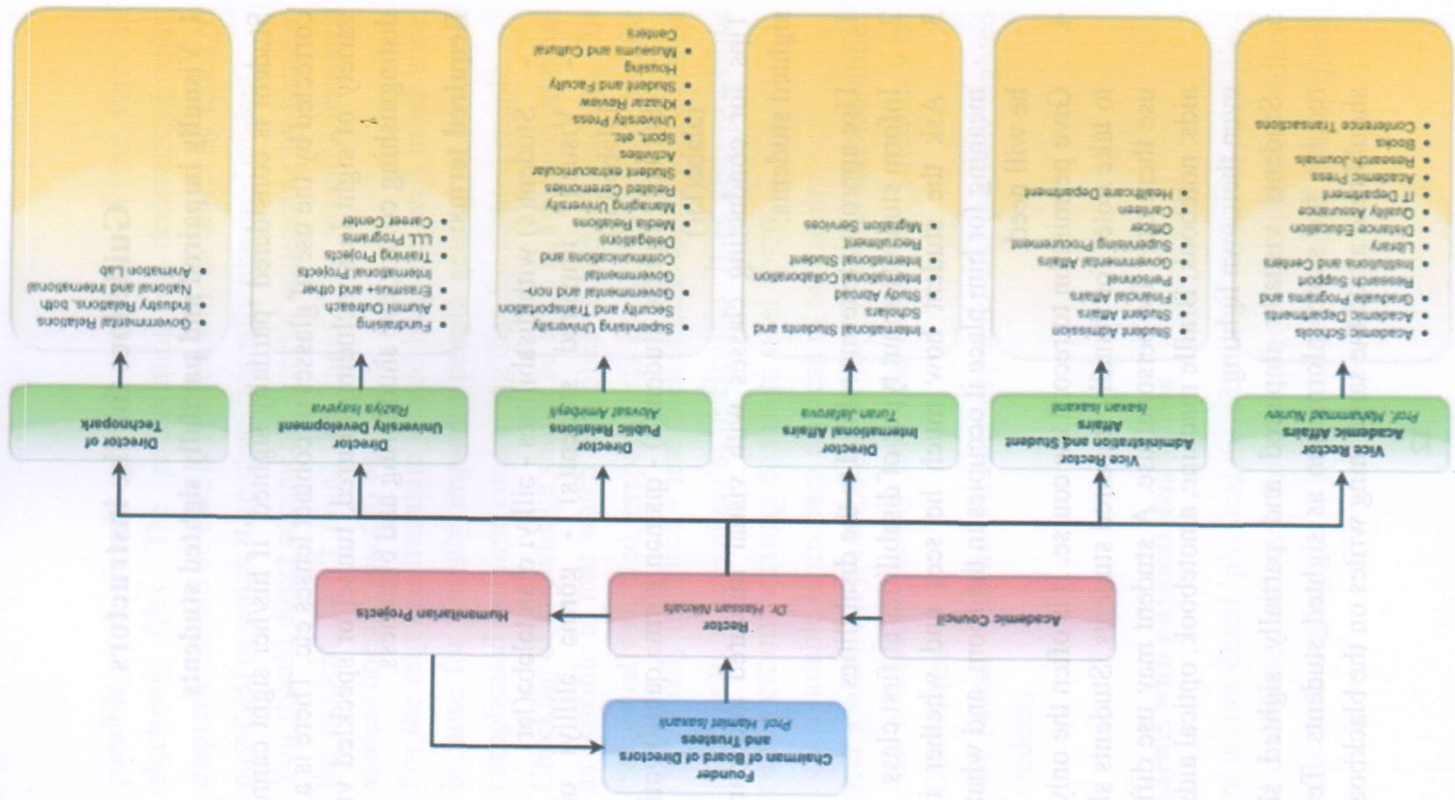 Founder
Chairman of Board of Directors
and Trustees
Prof. Hamlet Isaxanli
Academic Council
Rector
Dr. Hassan Niknafs
Humanitarian Projects
Vice Rector
Academic Affairs
Prof. Mahammad Nuriev
Vice Rector
Administration and Student
Affairs
Isaxan Isaxanli
Director
International Affairs
Turan Jafarova
Director
Public Relations
Alovsat Amirbeyli
Director
University Development
Raziya Isayeva
Director of
Technopark
• Academic Schools
• Academic Departments
• Graduate Programs and
Research Support
• Institutions and Centers
• Library
• Distance Education
• Quality Assurance
• IT Department
• Academic Press
• Research Journals
• Books
• Conference Transactions
• Student Admission
• Student Affairs
• Financial Affairs
• Personnel
• Governmental Affairs
• Supervising Procurement
Officer
• Canteen
• Healthcare Department
• International Students and
Scholars
• Study Abroad
• International Collaboration
• International Student
Recruitment
• Migration Services
• Supervising University
Security and Transportation
• Governmental and non-
Governmental
Communications and
Delegations
• Media Relations
• Managing University
Related Ceremonies
• Student extracurricular
Activities
• Sport, etc.
• University Press
• Khazar Review
• Student and Faculty
Housing
• Museums and Cultural
Centers
• Fundraising
• Alumni Outreach
• Erasmus+ and other
International Projects
• Training Projects
• LLL Programs
• Career Center
• Governmental Relations
• Industry Relations, both
National and International
• Animation Lab